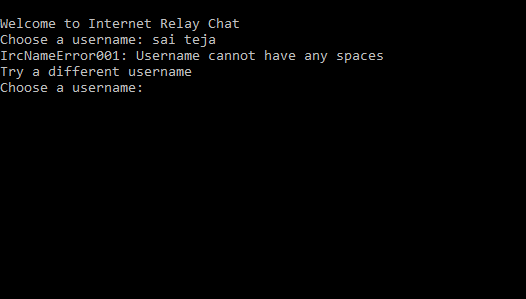 Welcome to Internet Relay Chat
Choose a username: sai teja
IrcNameError001: Username cannot have any spaces
Try a different username
Choose a username: